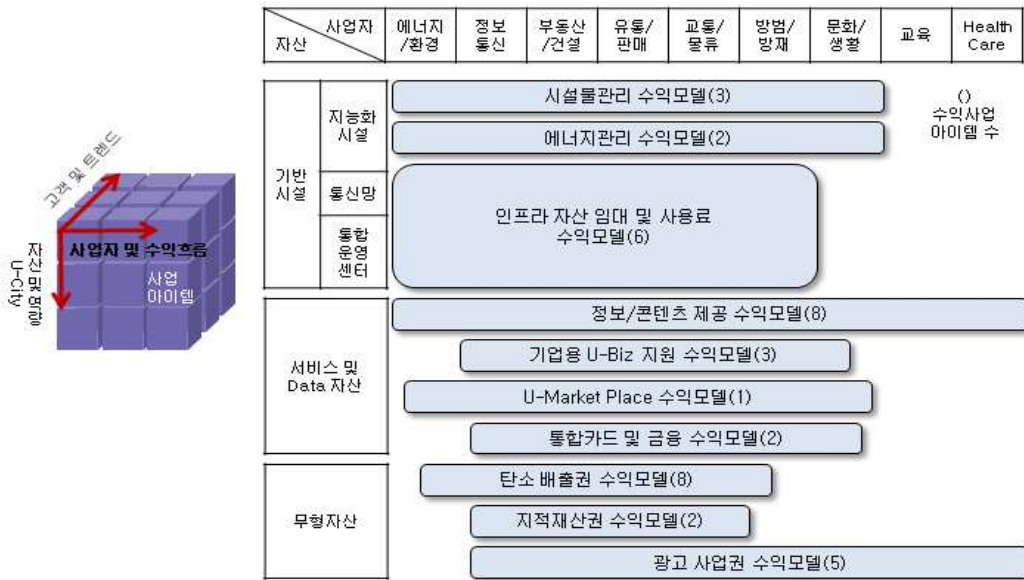 고객 및 트렌드
사업자 및 수익흐름
사업
아이템
자산 및 역량
U-City
사업자
자산
에너지
/환경
정보
통신
부동산
/건설
유통/
판매
교통/
물류
방범/
방재
문화/
생활
교육
Health
Care
기반
시설
지능화
시설
통신망
통합
운영
센터
시설물관리 수익모델(3)
에너지관리 수익모델(2)
()
수익사업
아이템 수
인프라 자산 임대 및 사용료
수익모델(6)
서비스 및
Data 자산
정보/콘텐츠 제공 수익모델(8)
기업용 U-Biz 지원 수익모델(3)
U-Market Place 수익모델(1)
통합카드 및 금융 수익모델(2)
무형자산
탄소 배출권 수익모델(8)
지적재산권 수익모델(2)
광고 사업권 수익모델(5)